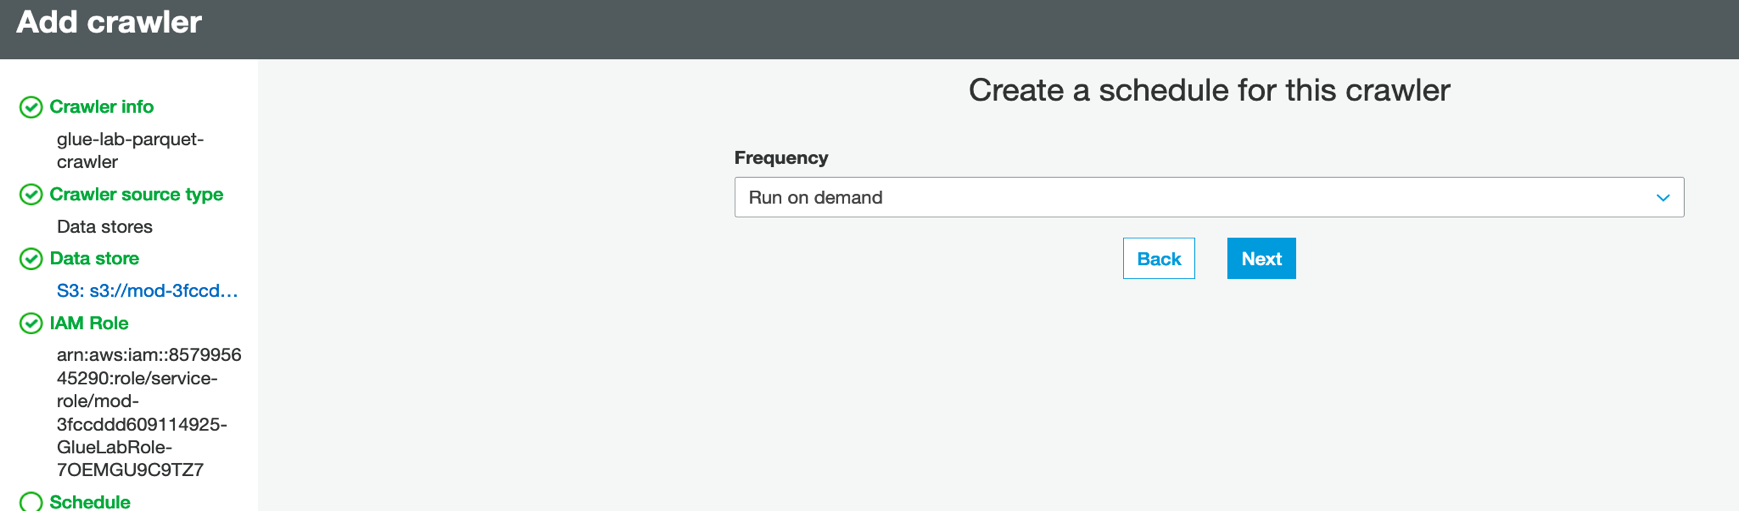 Add crawler
Crawler info
glue-lab-parquet-
crawler
Crawler source type
Data stores
Data store
S3: s3://mod-3fccd...
IAM Role
arn:aws:iam::8579956
45290:role/service-
role/mod-
3fccddd609114925-
GlueLabRole-
7OEMGU9C9TZ7
Schedule
Create a schedule for this crawler
Frequency
Run on demand
Back
Next